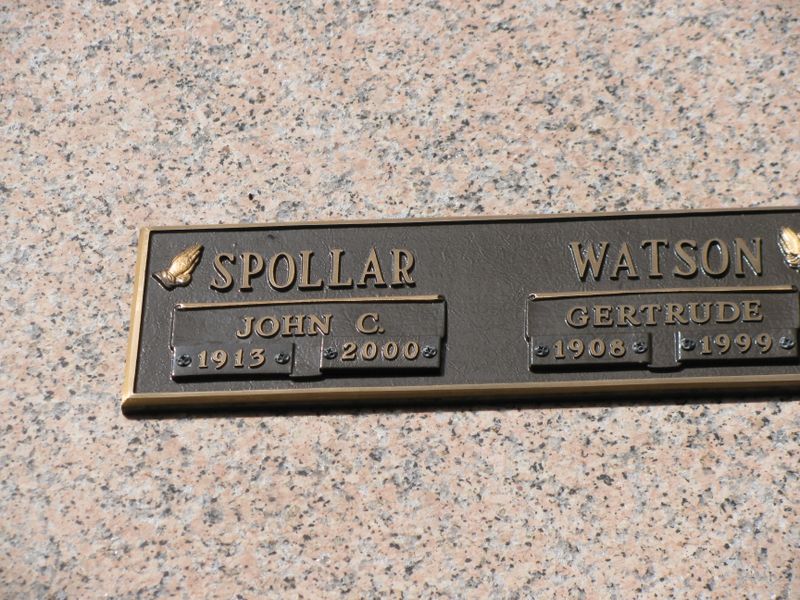 SPOLLAR
JOHN C.
1913 2000
WATSON
GERTRUDE
1908 1999